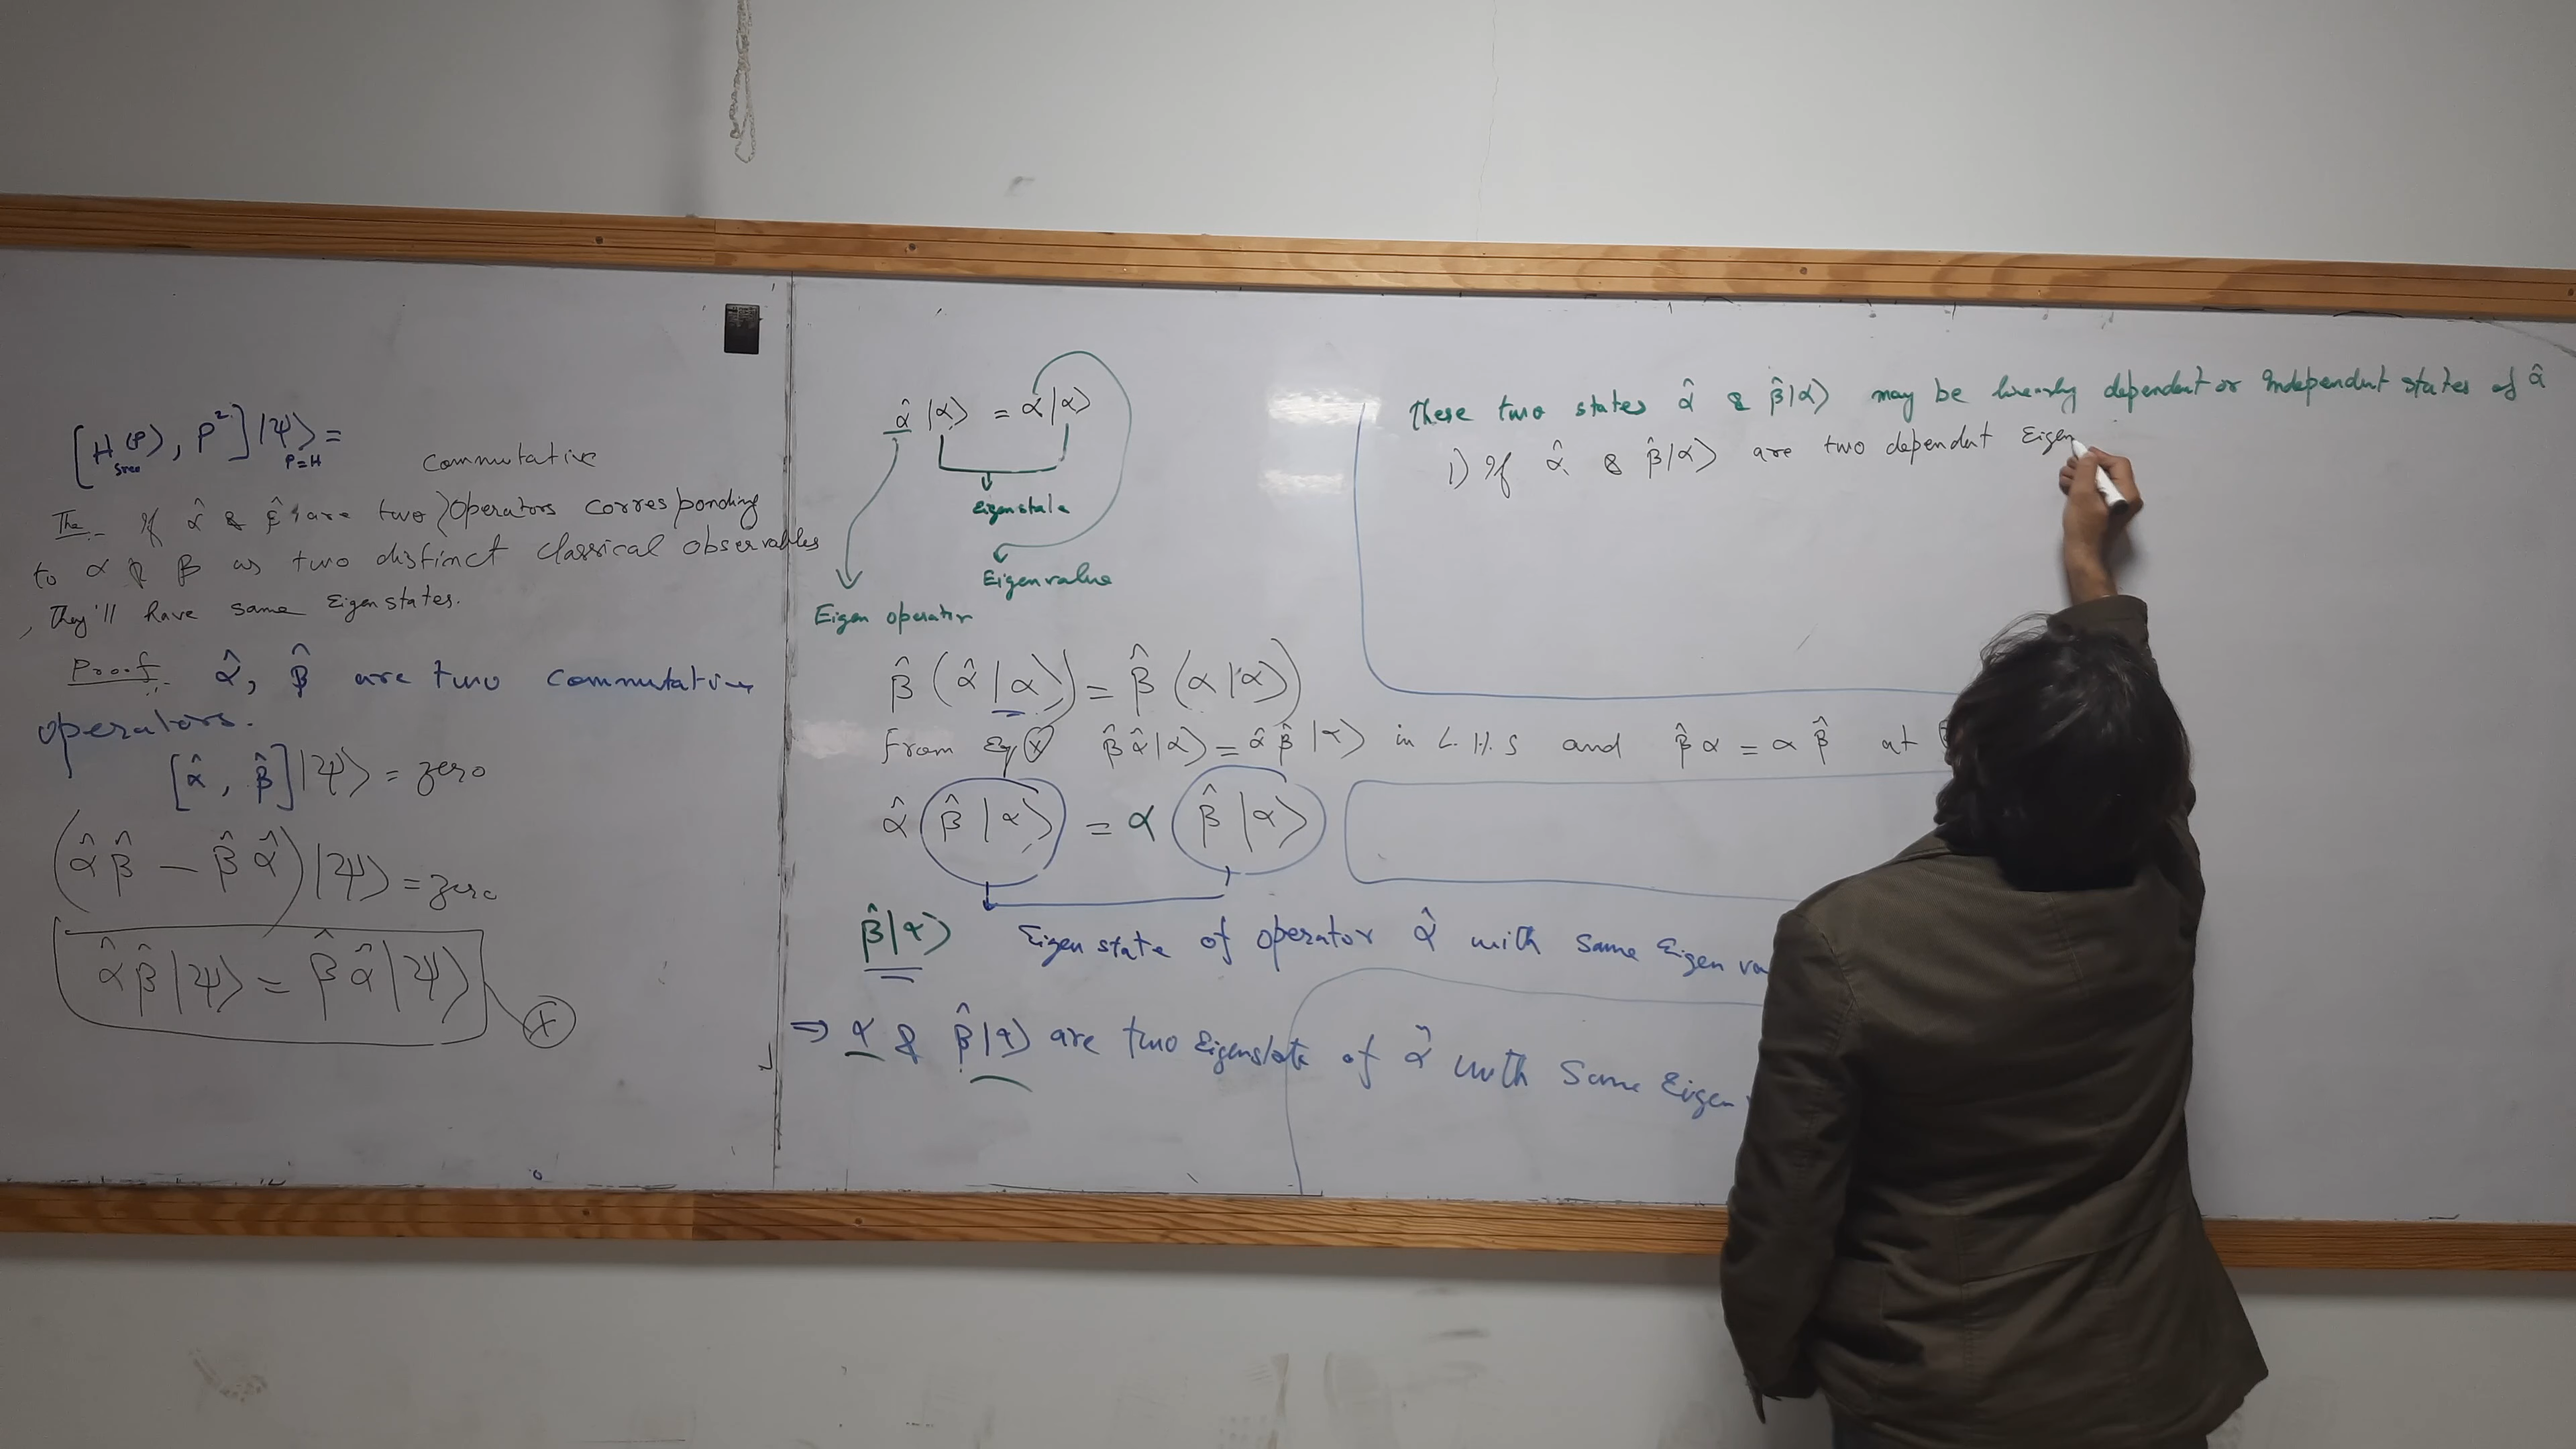 [H(P), P²] |ψ⟩ =
P=H
Commutative
The :- If α̂ & β̂ are two Operators corresponding
to α & β as two distinct classical observables
, They'll have same Eigen states.
Proof :- α̂, β̂ are two commutative
operators.
[α̂, β̂] |ψ⟩ = zero
(α̂β̂ − β̂α̂) |ψ⟩ = zero
α̂β̂|ψ⟩ = β̂α̂|ψ⟩
α̂ |α⟩ = α |α⟩
Eigenstate
Eigenvalue
Eigen operator
β̂ (α̂ |α⟩) = β̂ (α |α⟩)
From Eq β̂α̂|α⟩ = α̂β̂|α⟩ in L.H.S and β̂α = αβ̂ at
α̂ (β̂ |α⟩) = α (β̂ |α⟩)
β̂|α⟩ Eigen state of operator α̂ with same Eigen va
⇒ α & β̂|α⟩ are two Eigenstate of α̂ with Same Eigen
These two states α̂ & β̂|α⟩ may be linearly dependent or independent states of α̂
1) If α̂ & β̂|α⟩ are two dependent Eigen